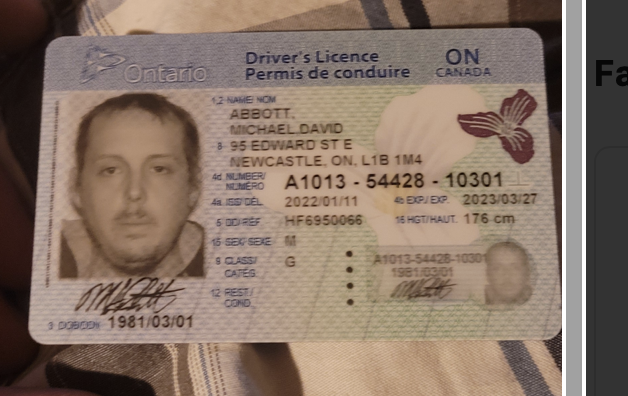 Ontario
Driver's Licence
Permis de conduire
ON
CANADA
1,2 NAME/ NOM
ABBOTT,
MICHAEL,DAVID
8 95 EDWARD ST E
NEWCASTLE, ON, L1B 1M4
4d NUMBER/ NUMÉRO A1013 - 54428 - 10301
4a ISS/DÉL. 2022/01/11 4b EXP./EXP. 2023/03/27
5 DD/RÉF. HF6950066 16 HGT/HAUT. 176 cm
15 SEX/ SEXE M
9 CLASS/ CATÉG. G
12 REST./ COND.
A1013-54428-10301
1981/03/01
3 DOB/DDN 1981/03/01
Fa